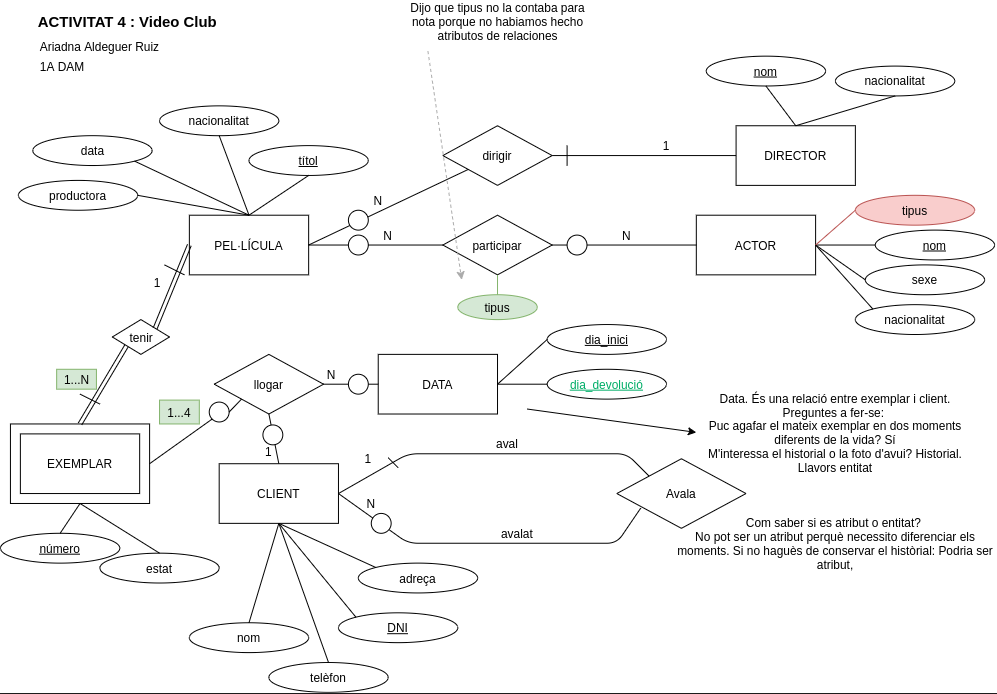 ACTIVITAT 4 : Video Club
Ariadna Aldeguer Ruiz
1A DAM
Dijo que tipus no la contaba para
nota porque no habiamos hecho
atributos de relaciones
nom
nacionalitat
DIRECTOR
nacionalitat
data
títol
productora
PEL·LÍCULA
N
dirigir
1
N
participar
N
ACTOR
tipus
nom
sexe
nacionalitat
tipus
1
tenir
1...N
1...4
EXEMPLAR
número
estat
llogar
N
DATA
dia_inici
dia_devolució
1
CLIENT
1
aval
N
avalat
Avala
adreça
DNI
nom
telèfon
Data. És una relació entre exemplar i client.
Preguntes a fer-se:
Puc agafar el mateix exemplar en dos moments
diferents de la vida? Sí
M'interessa el historial o la foto d'avui? Historial.
Llavors entitat
Com saber si es atribut o entitat?
No pot ser un atribut perquè necessito diferenciar els
moments. Si no haguès de conservar el històrial: Podria ser
atribut,